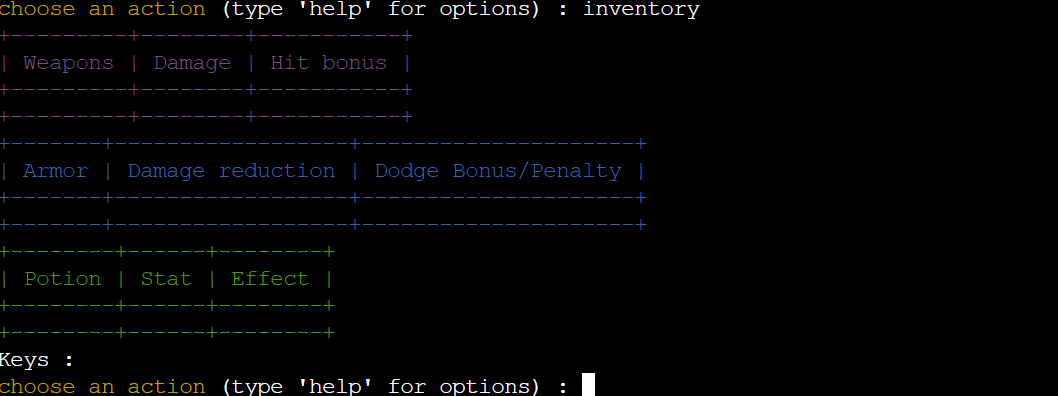 choose an action (type 'help' for options) : inventory
+---------+--------+-----------+
| Weapons | Damage | Hit bonus |
+---------+--------+-----------+
+---------+--------+-----------+
+-------+------------------+---------------------+
| Armor | Damage reduction | Dodge Bonus/Penalty |
+-------+------------------+---------------------+
+-------+------------------+---------------------+
+--------+------+--------+
| Potion | Stat | Effect |
+--------+------+--------+
+--------+------+--------+
Keys :
choose an action (type 'help' for options) :